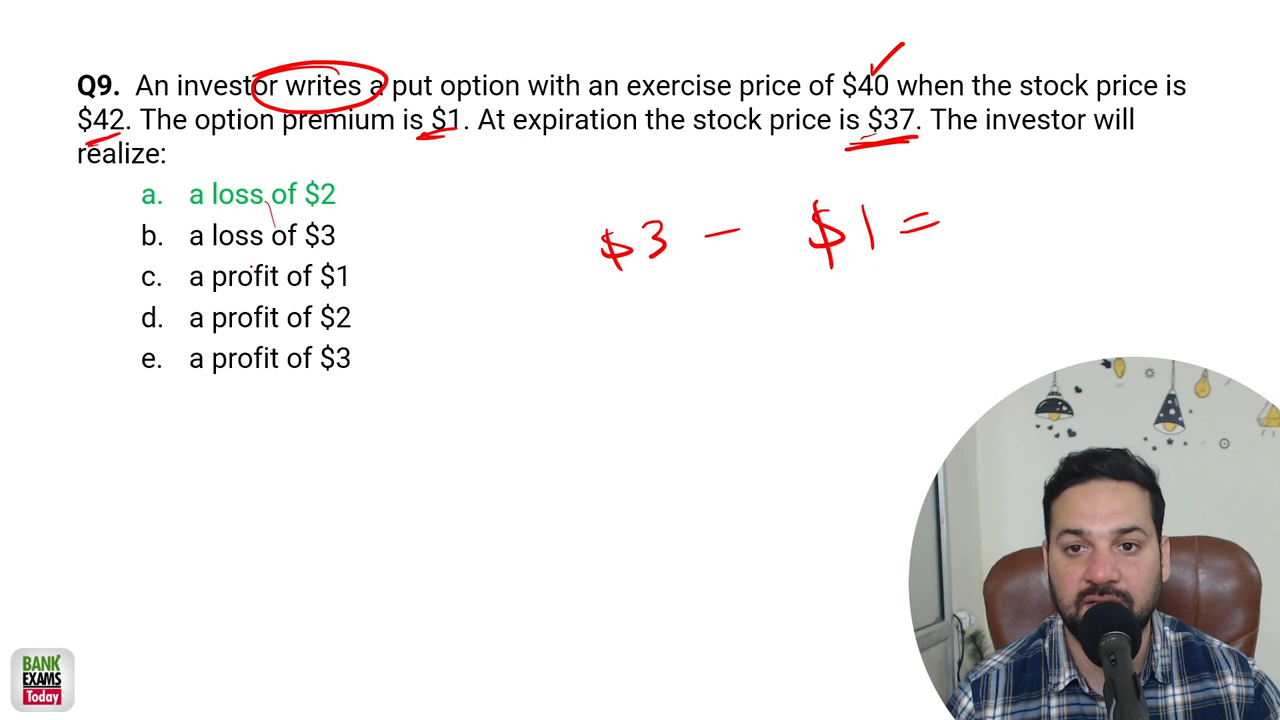 Q9. An investor writes a put option with an exercise price of $40 when the stock price is
$42. The option premium is $1. At expiration the stock price is $37. The investor will
realize:
a. a loss of $2
b. a loss of $3
c. a profit of $1
d. a profit of $2
e. a profit of $3
$3 - $1 =
BANK
EXAMS
Today